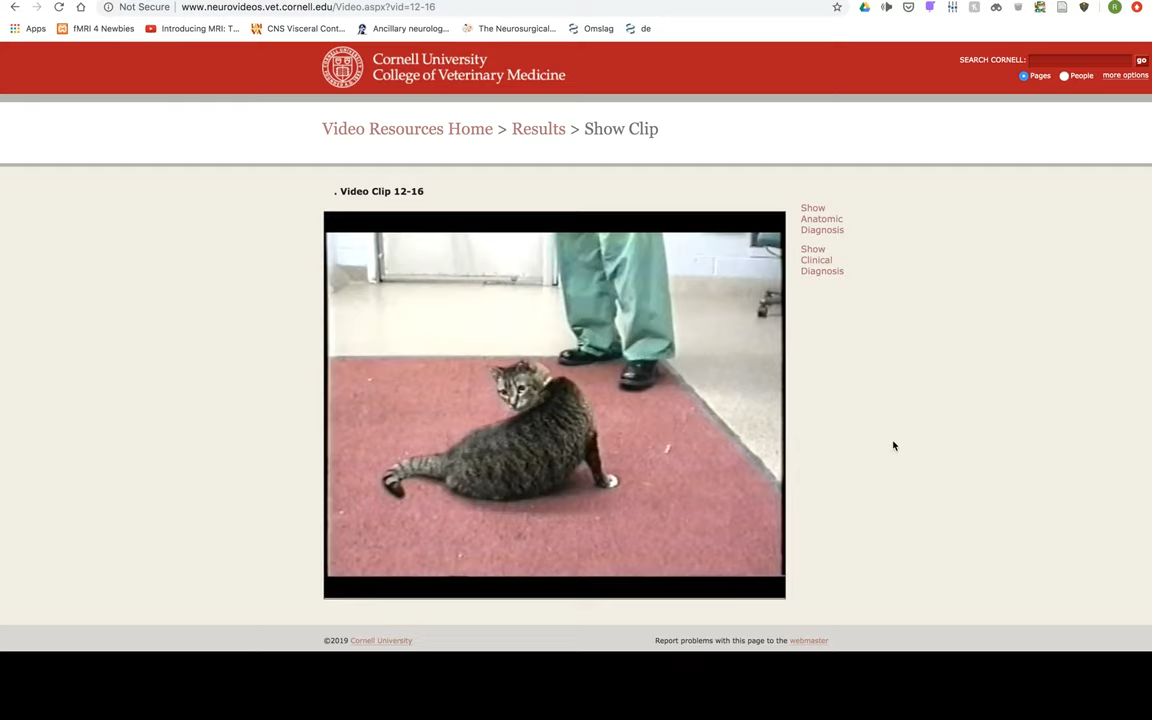 Not Secure www.neurovideos.vet.cornell.edu/Video.aspx?vid=12-16
Apps fMRI 4 Newbies Introducing MRI: T... CNS Visceral Cont... Ancillary neurolog... The Neurosurgical... Omslag de
Cornell University
College of Veterinary Medicine
SEARCH CORNELL: go
Pages People more options
Video Resources Home > Results > Show Clip
. Video Clip 12-16
Show
Anatomic
Diagnosis
Show
Clinical
Diagnosis
©2019 Cornell University
Report problems with this page to the webmaster